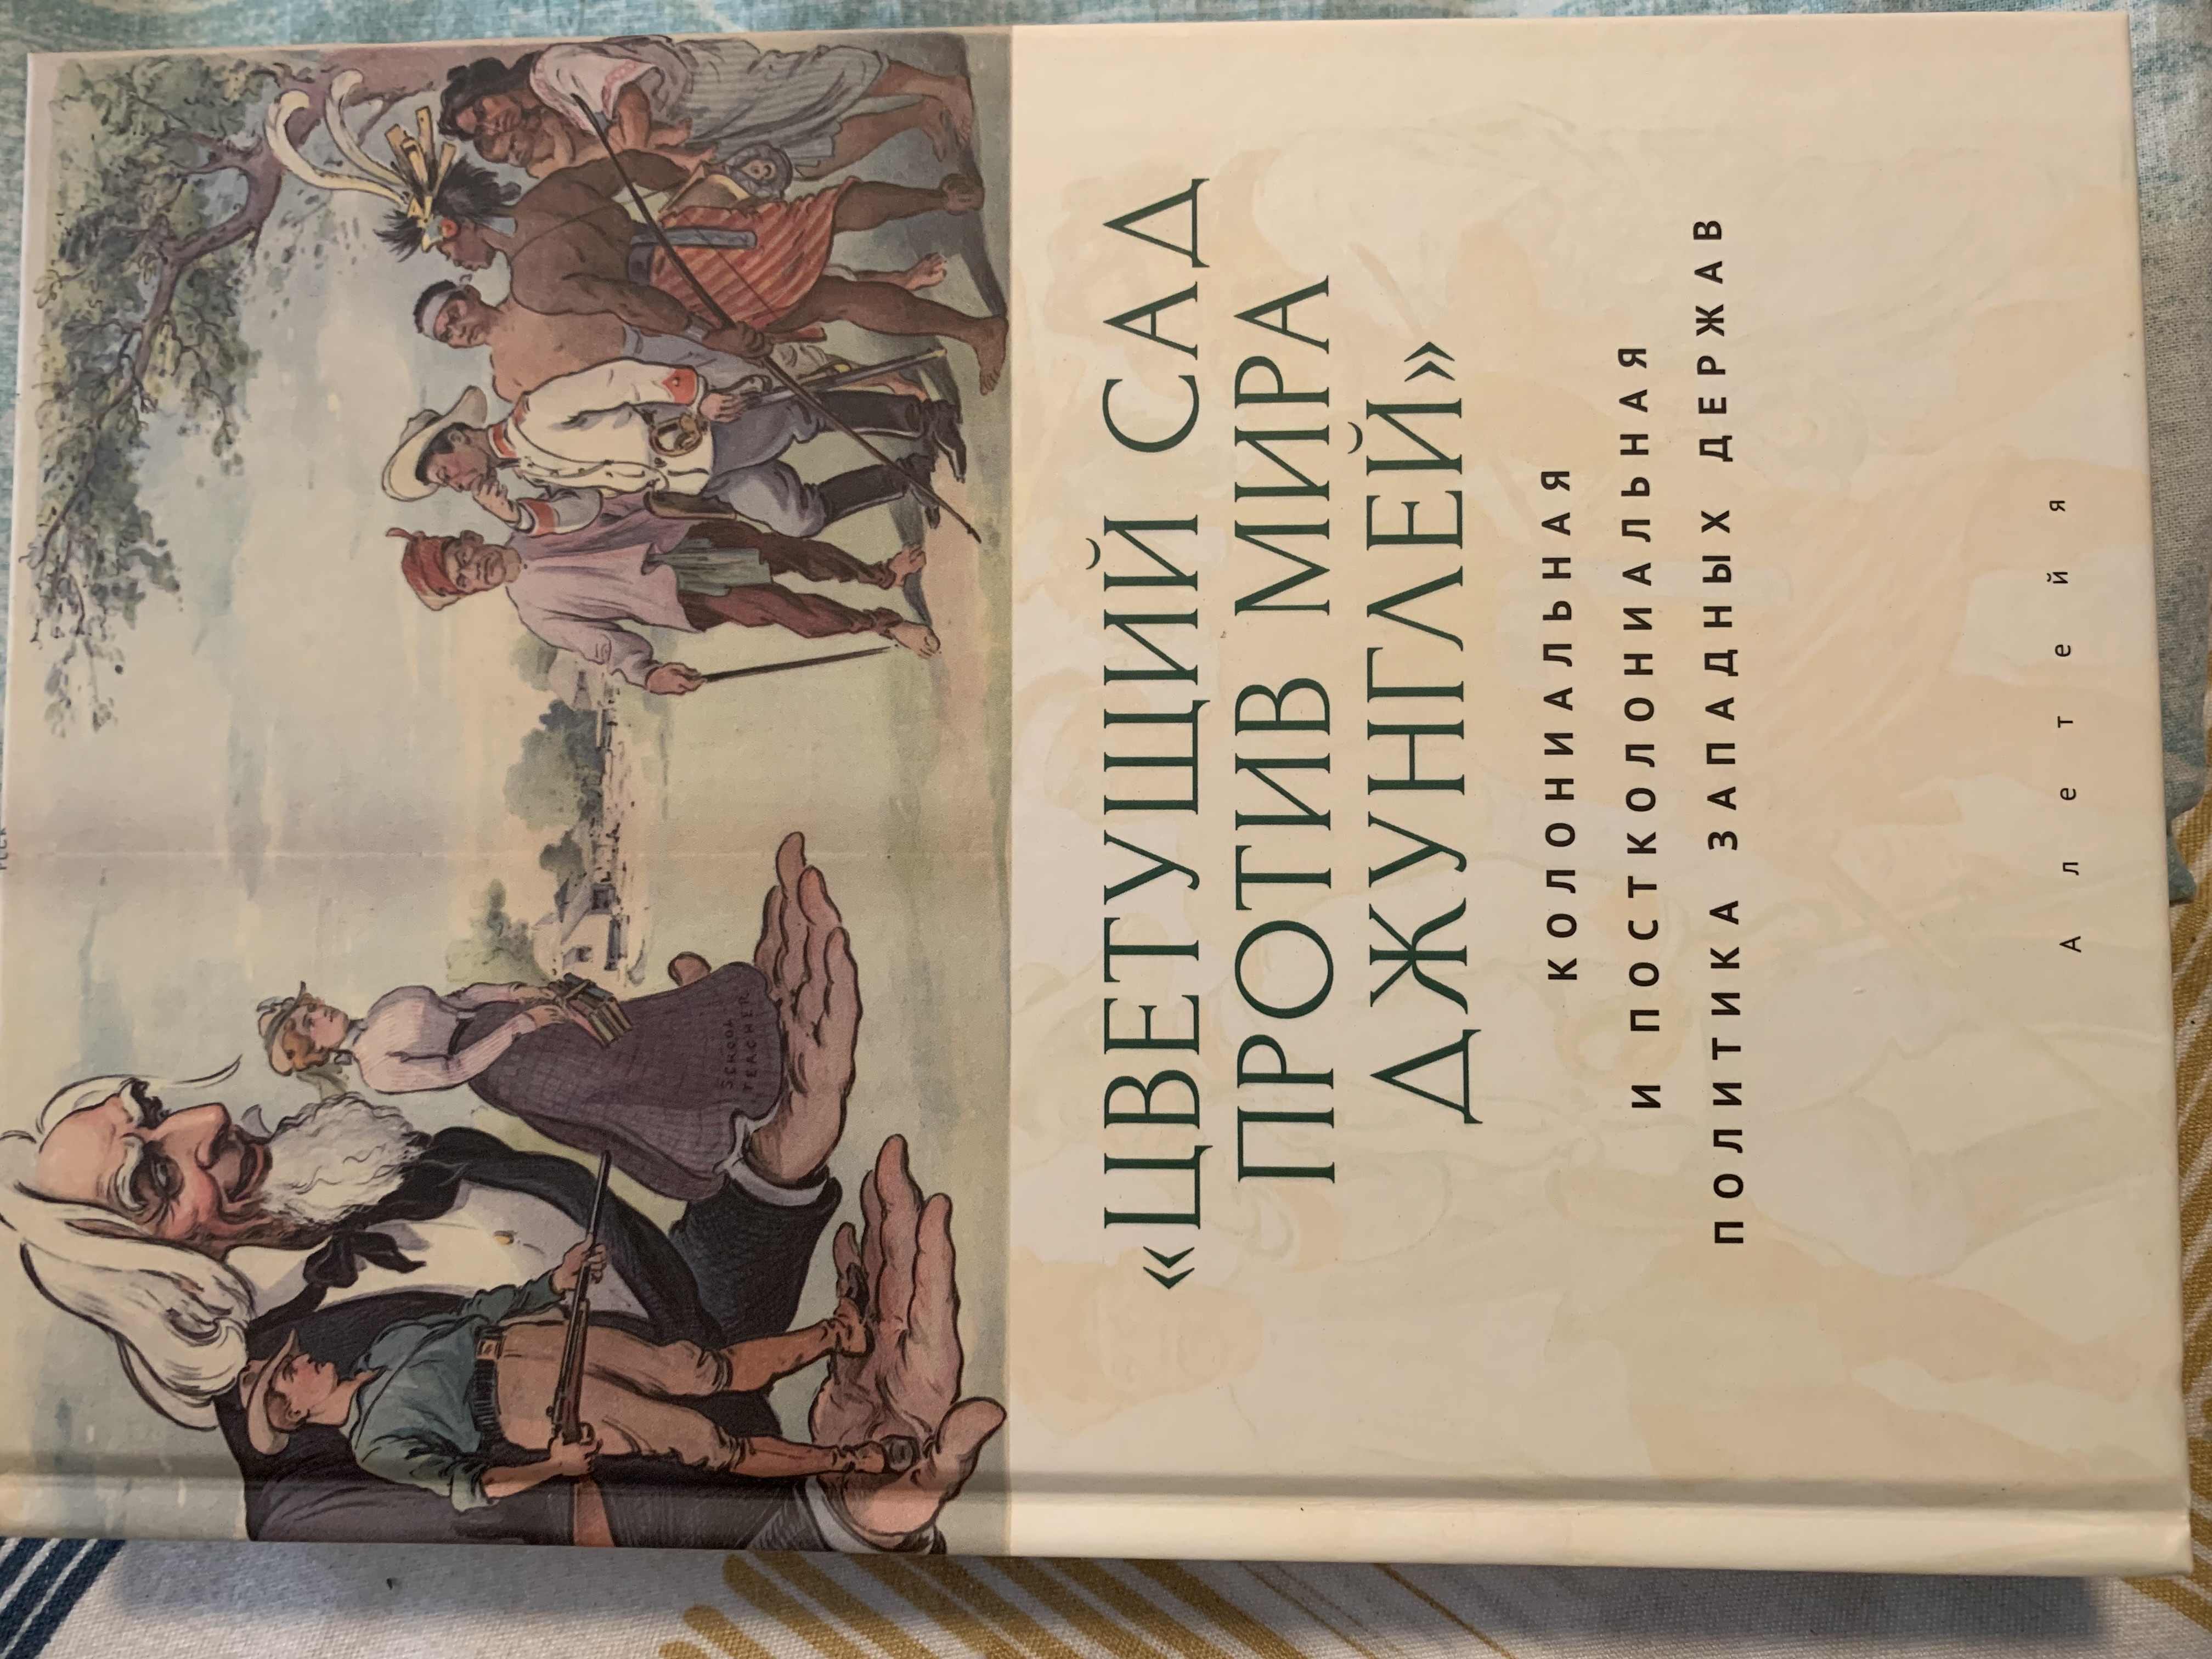 SCHOOL
TEACHER
«ЦВЕТУЩИЙ САД
ПРОТИВ МИРА
ДЖУНГЛЕЙ»
КОЛОНИАЛЬНАЯ
И ПОСТКОЛОНИАЛЬНАЯ
ПОЛИТИКА ЗАПАДНЫХ ДЕРЖАВ
Алетейя